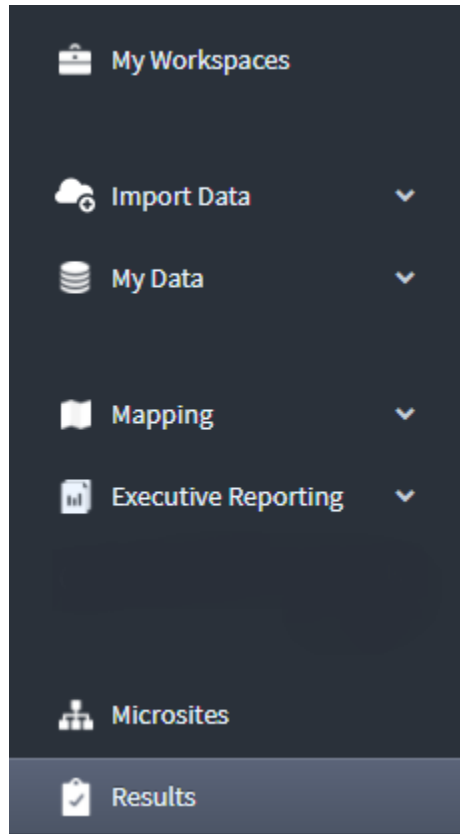 My Workspaces
Import Data
My Data
Mapping
Executive Reporting
Microsites
Results